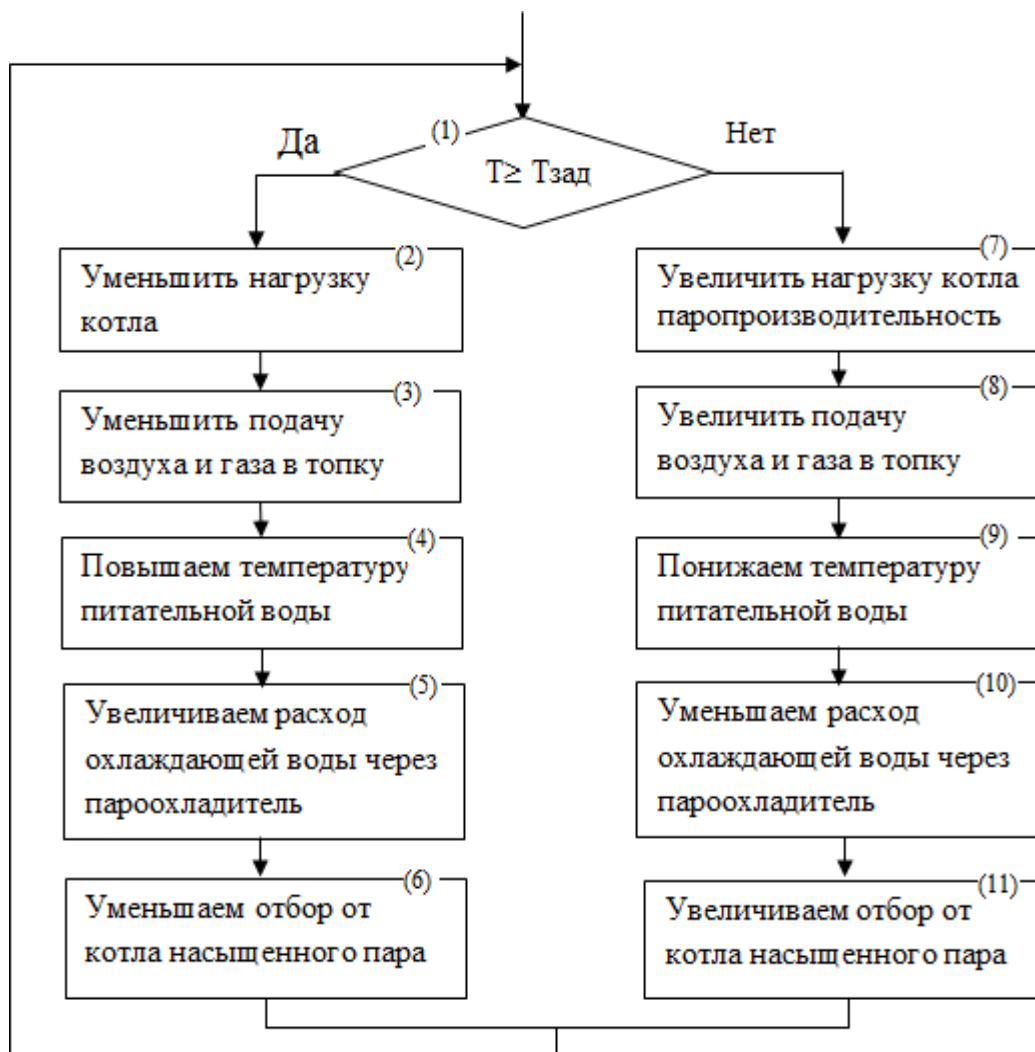 (1)
Да
Нет
T≥ Tзад
(2)
Уменьшить нагрузку
котла
(3)
Уменьшить подачу
воздуха и газа в топку
(4)
Повышаем температуру
питательной воды
(5)
Увеличиваем расход
охлаждающей воды через
пароохладитель
(6)
Уменьшаем отбор от
котла насыщенного пара
(7)
Увеличить нагрузку котла
паропроизводительность
(8)
Увеличить подачу
воздуха и газа в топку
(9)
Понижаем температуру
питательной воды
(10)
Уменьшаем расход
охлаждающей воды через
пароохладитель
(11)
Увеличиваем отбор от
котла насыщенного пара